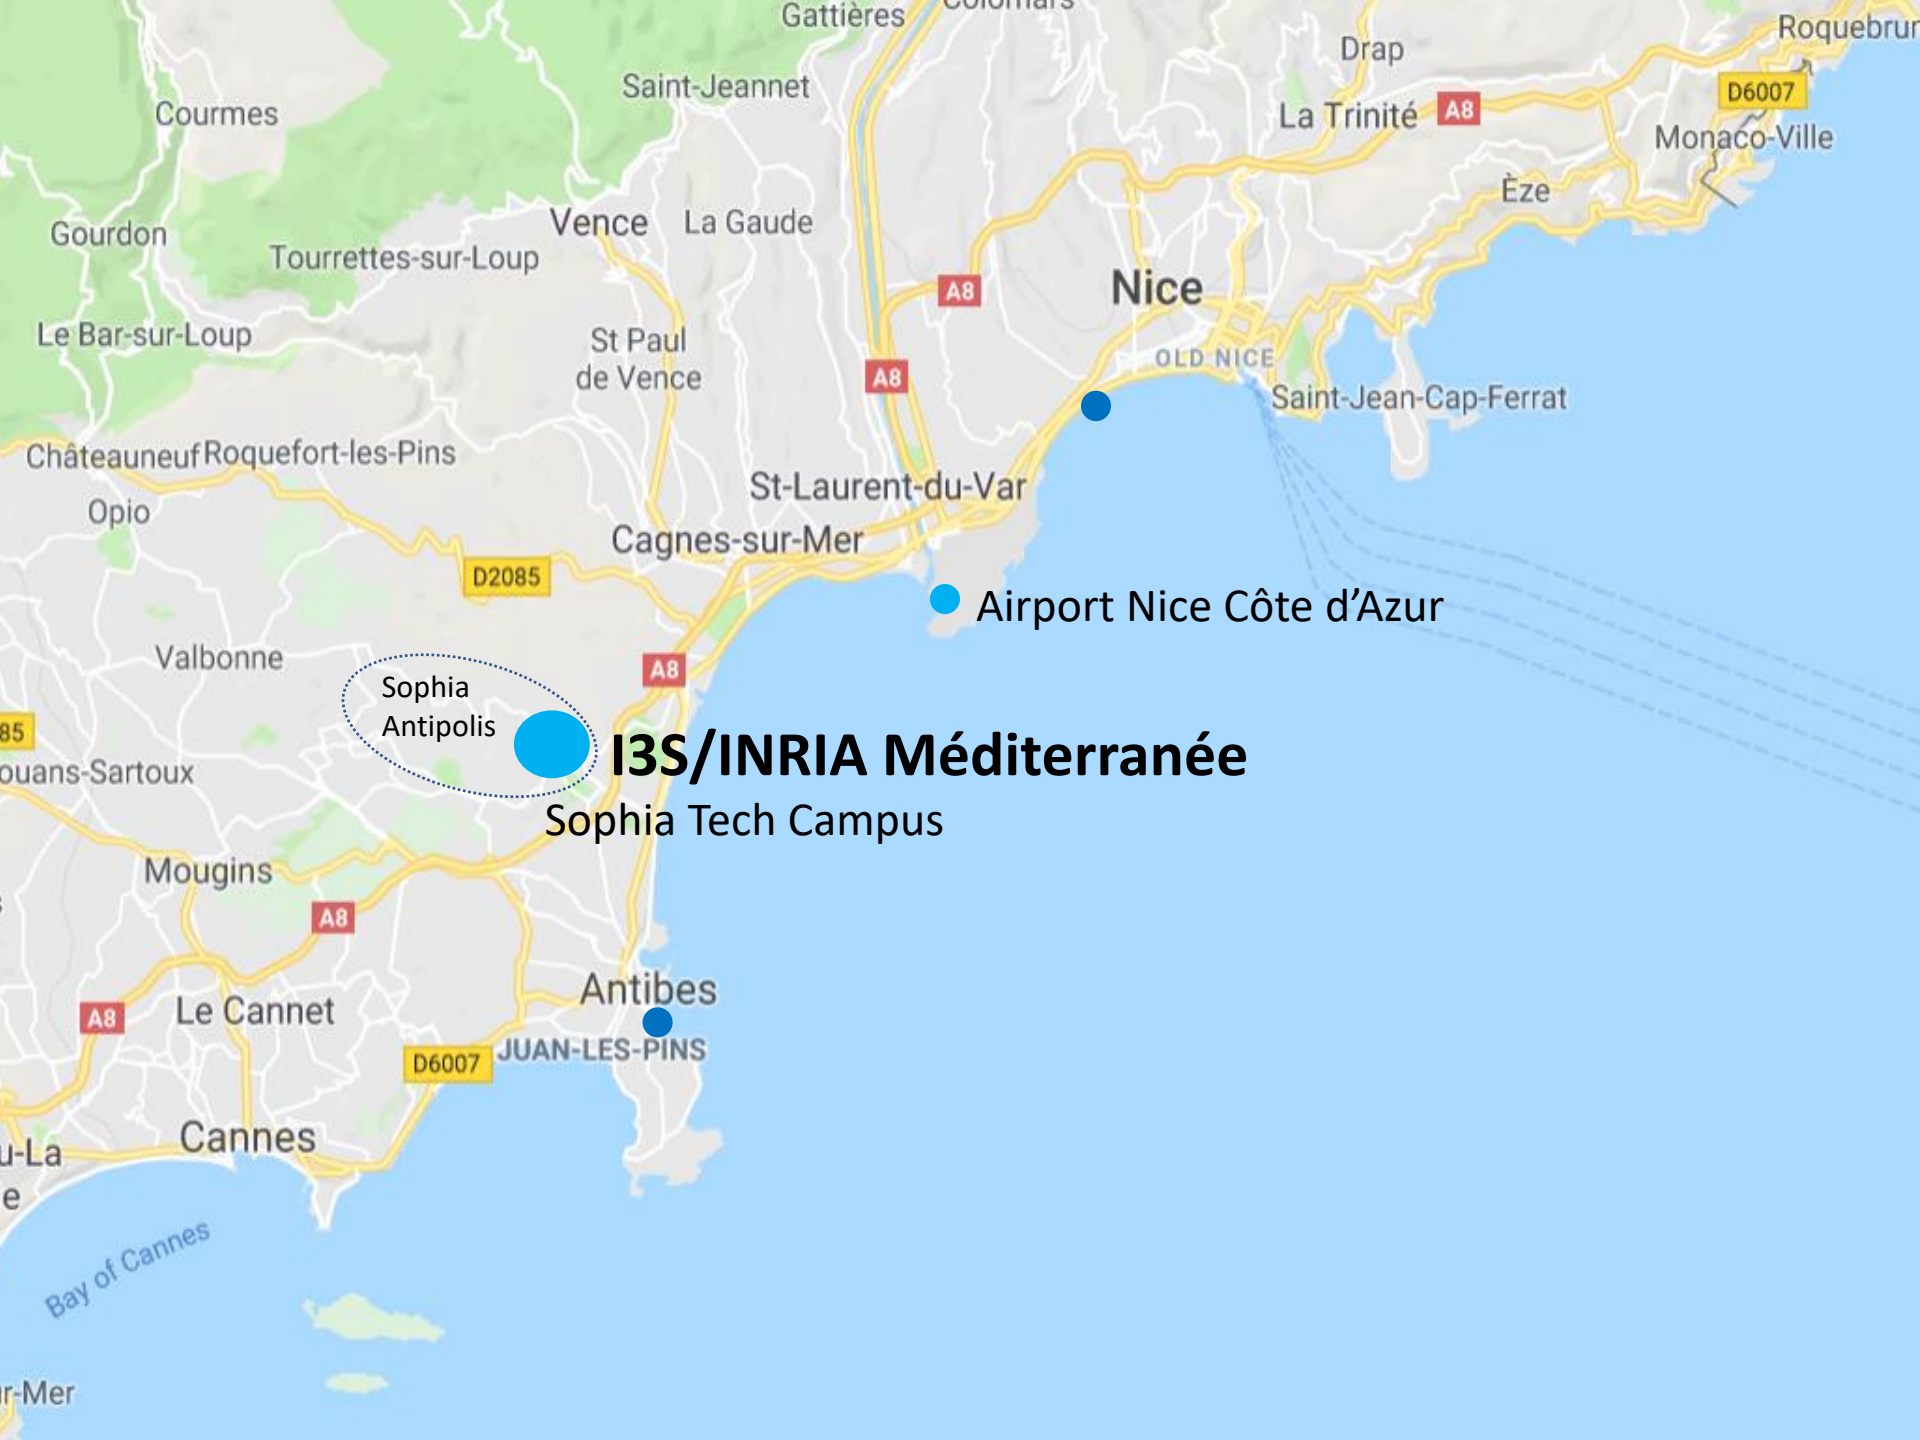 Gattières
Roquebrur
Drap
Saint-Jeannet
D6007
Courmes
La Trinité
A8
Monaco-Ville
Èze
Gourdon
Vence
La Gaude
Tourrettes-sur-Loup
A8
Nice
Le Bar-sur-Loup
St Paul
de Vence
OLD NICE
A8
Saint-Jean-Cap-Ferrat
Châteauneuf
Roquefort-les-Pins
St-Laurent-du-Var
Opio
Cagnes-sur-Mer
D2085
Airport Nice Côte d’Azur
Valbonne
A8
Sophia
Antipolis
85
I3S/INRIA Méditerranée
ouans-Sartoux
Sophia Tech Campus
Mougins
A8
Antibes
A8
Le Cannet
JUAN-LES-PINS
D6007
Cannes
u-La
e
Bay of Cannes
r-Mer